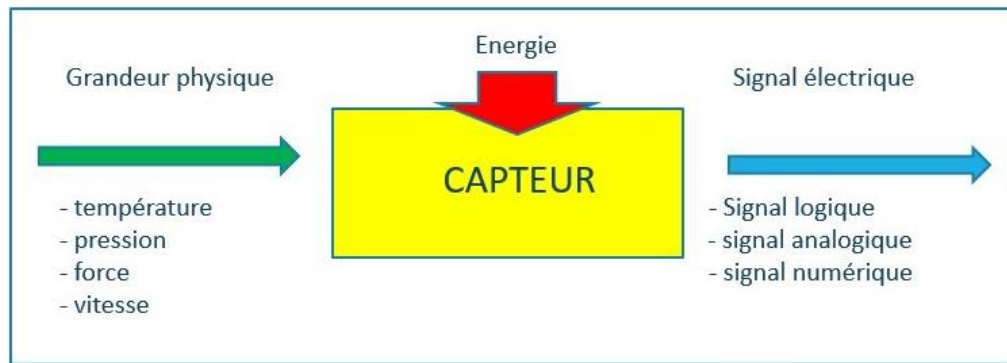 Energie
Grandeur physique
Signal électrique
CAPTEUR
- température
- pression
- force
- vitesse
- Signal logique
- signal analogique
- signal numérique